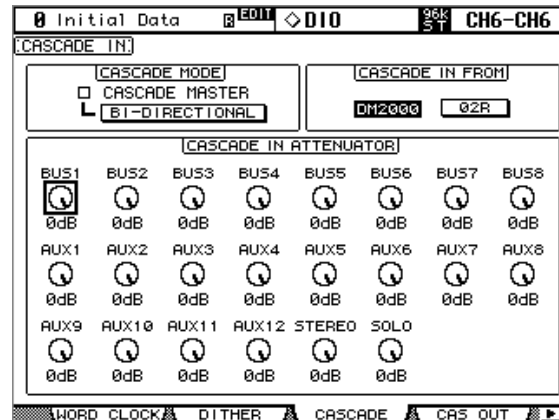 0 Initial Data EDIT DIO 96k ST CH6-CH6
CASCADE IN
CASCADE MODE
CASCADE IN FROM
CASCADE MASTER
BI-DIRECTIONAL
DM2000 02R
CASCADE IN ATTENUATOR
BUS1 BUS2 BUS3 BUS4 BUS5 BUS6 BUS7 BUS8
0dB 0dB 0dB 0dB 0dB 0dB 0dB 0dB
AUX1 AUX2 AUX3 AUX4 AUX5 AUX6 AUX7 AUX8
0dB 0dB 0dB 0dB 0dB 0dB 0dB 0dB
AUX9 AUX10 AUX11 AUX12 STEREO SOLO
0dB 0dB 0dB 0dB 0dB 0dB
WORD CLOCK DITHER CASCADE CAS OUT